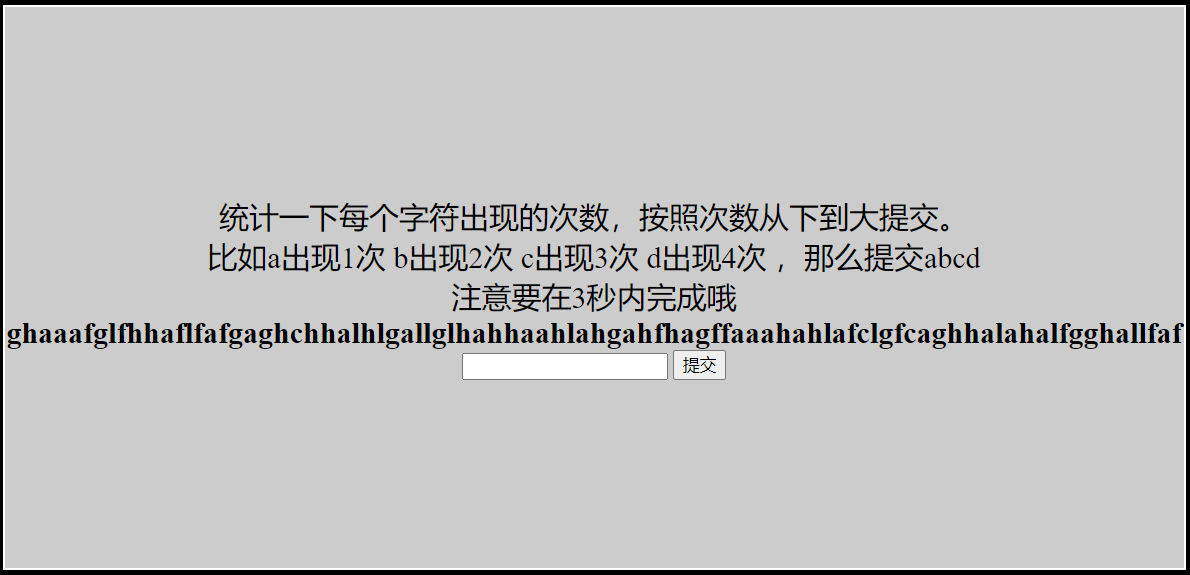 统计一下每个字符出现的次数，按照次数从下到大提交。
比如a出现1次 b出现2次 c出现3次 d出现4次 ，那么提交abcd
注意要在3秒内完成哦
ghaaafglfhhaflfafgaghchhalhlgallglhahhaahlahgahfhagffaaahahlafclgfcaghhalahalfgghallfaf
提交